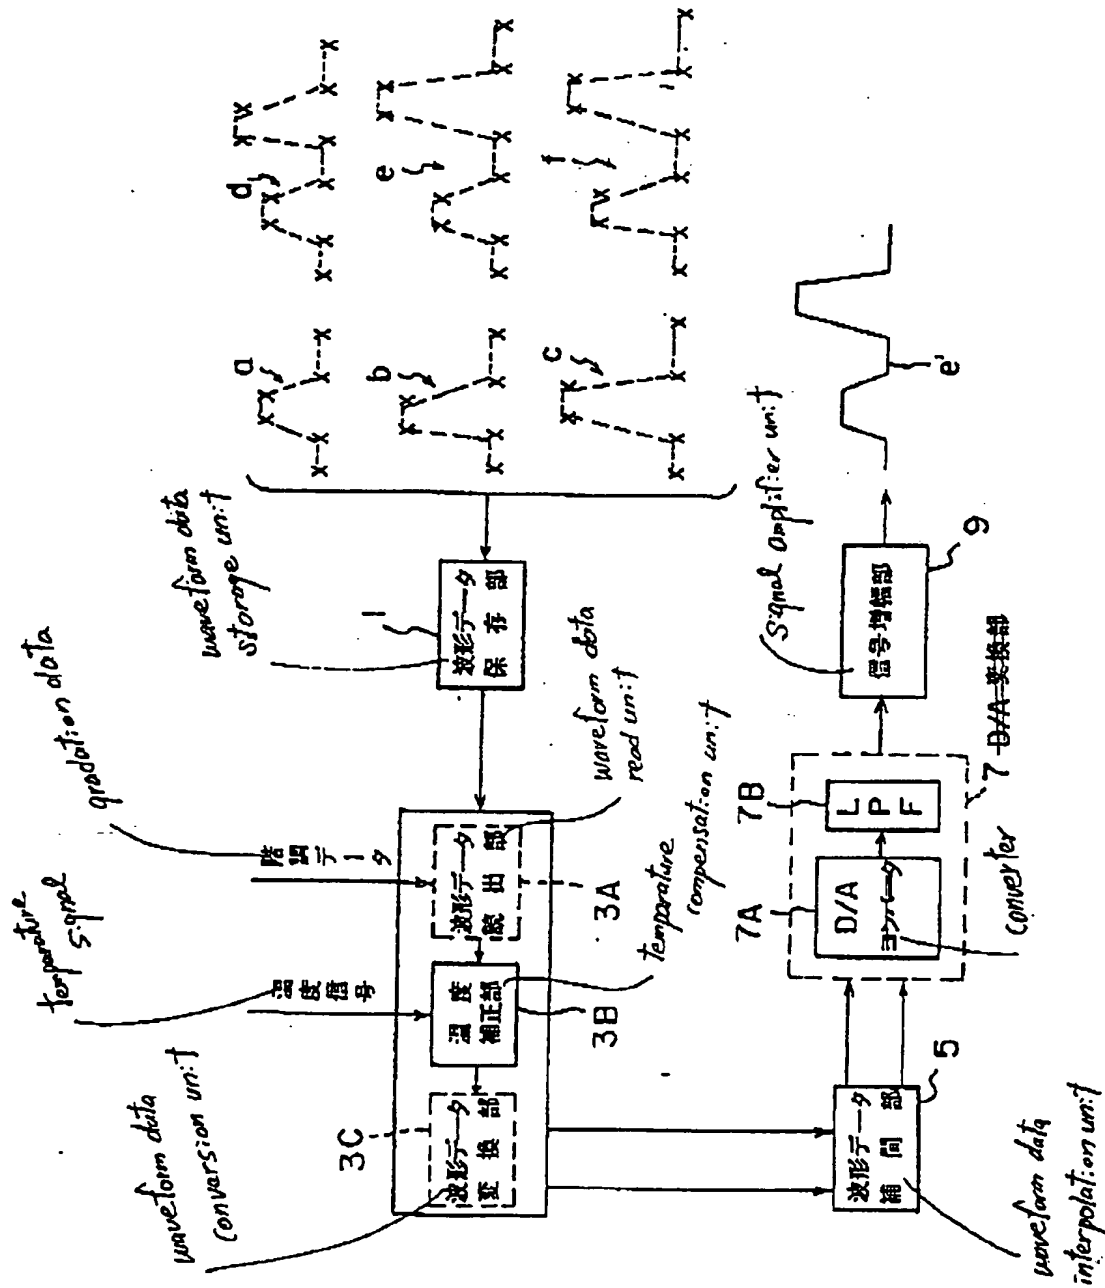 temparature
signal
温度信号
gradation data
階調データ
waveform data
storage unit
1
波形データ
保存部
a
b
c
d
e
f
waveform data
conversion unit
3C
波形データ
変換部
温度
補正部
3B
temparature
compensation unit
波形データ
読出部
3A
waveform data
read unit
波形データ
補間部
5
waveform data
interpolation unit
7A
D/A
コンバータ
converter
7B
LPF
7 D/A変換部
signal amplifier unit
信号増幅部
9
e'